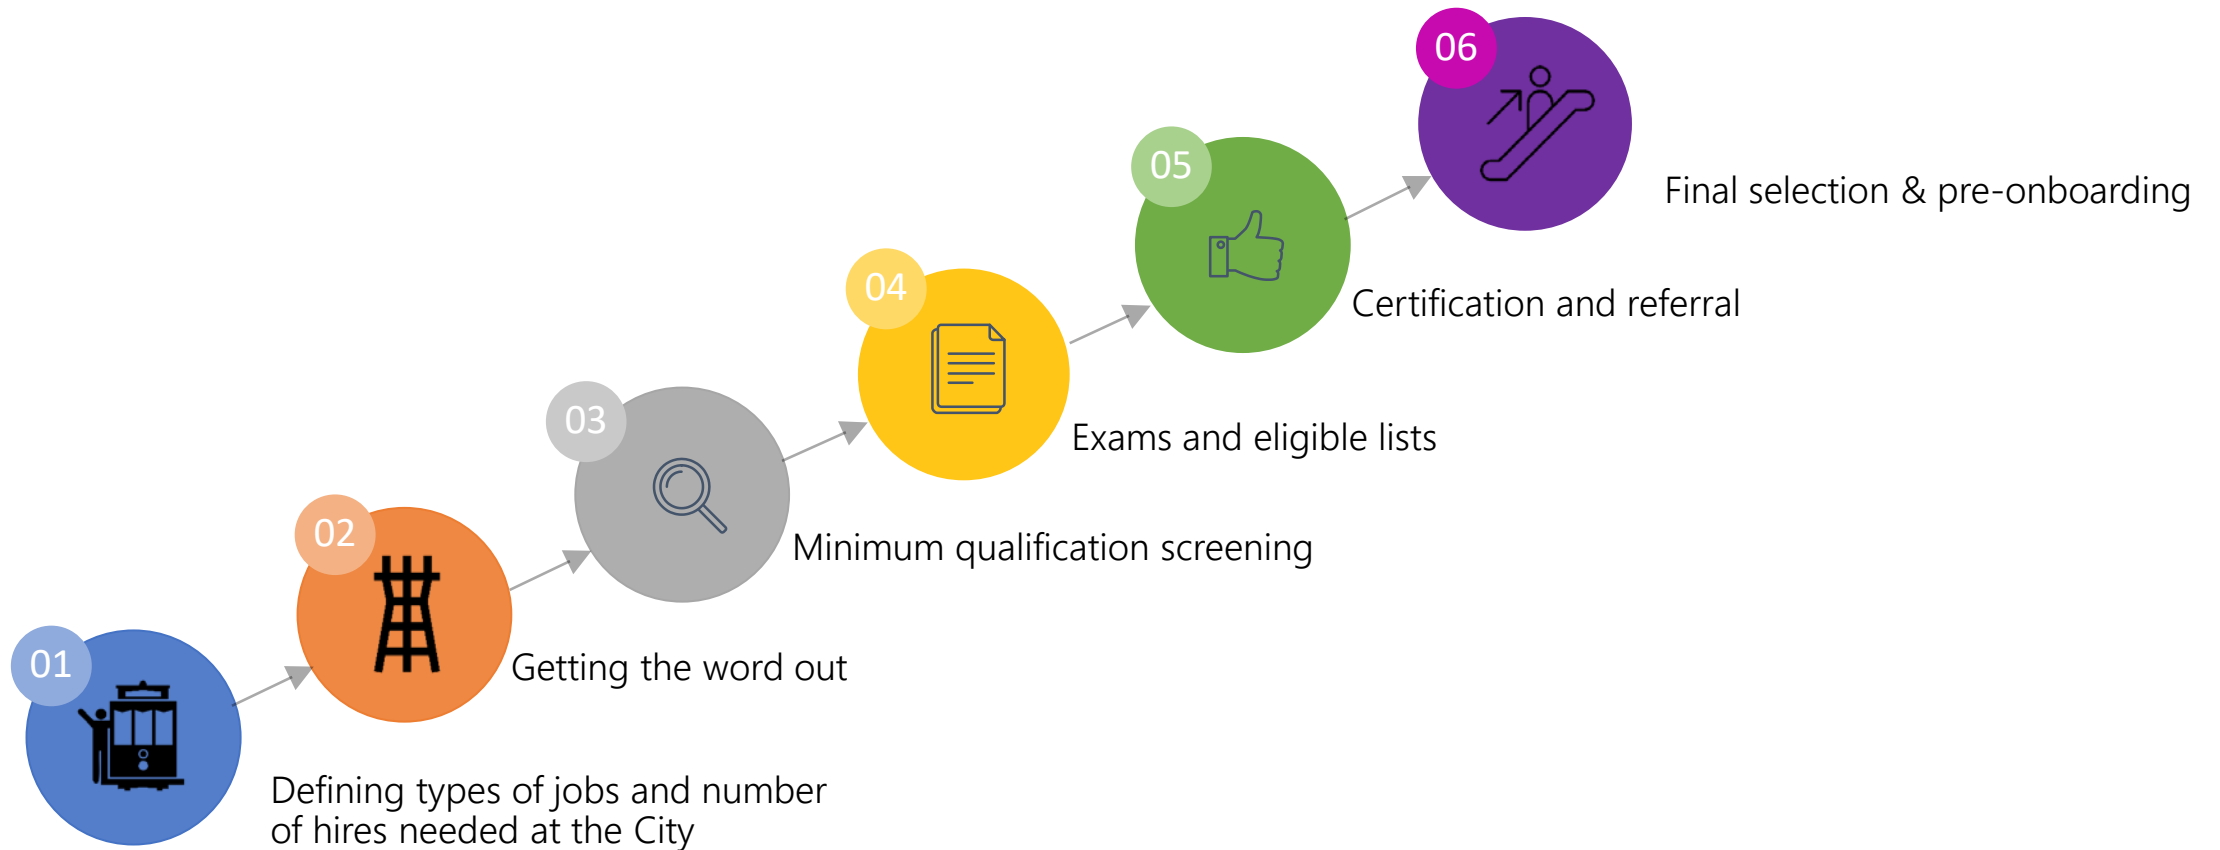 01
Defining types of jobs and number
of hires needed at the City
02
Getting the word out
03
Minimum qualification screening
04
Exams and eligible lists
05
Certification and referral
06
Final selection & pre-onboarding